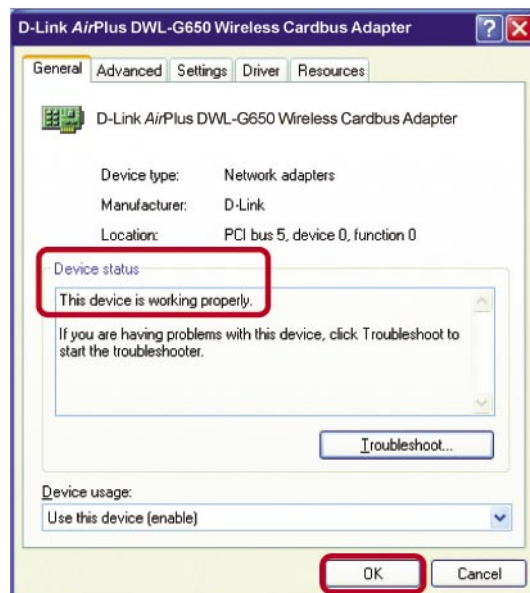 D-Link AirPlus DWL-G650 Wireless Cardbus Adapter
General Advanced Settings Driver Resources
D-Link AirPlus DWL-G650 Wireless Cardbus Adapter
Device type: Network adapters
Manufacturer: D-Link
Location: PCI bus 5, device 0, function 0
Device status
This device is working properly.
If you are having problems with this device, click Troubleshoot to
start the troubleshooter.
Troubleshoot...
Device usage:
Use this device (enable)
OK Cancel